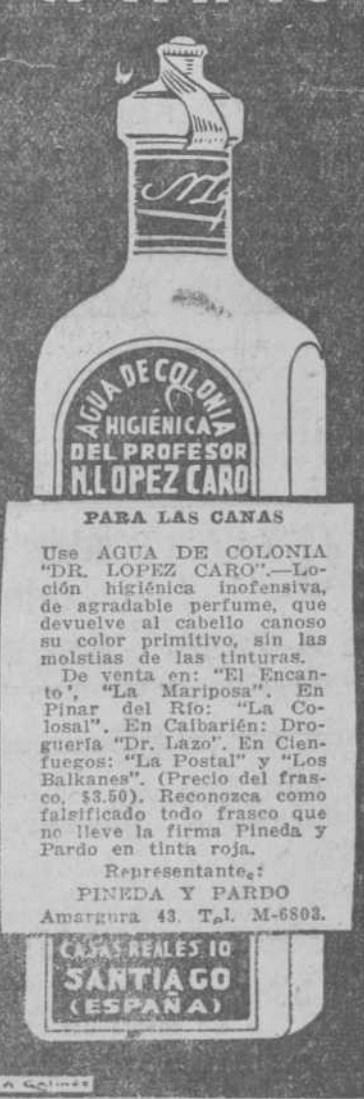 AGUA DE COLONIA
HIGIÉNICA
DEL PROFESOR
N.LOPEZ CARO
PARA LAS CANAS
Use AGUA DE COLONIA
"DR. LOPEZ CARO".—Lo-
ción higiénica inofensiva,
de agradable perfume, que
devuelve al cabello canoso
su color primitivo, sin las
molstias de las tinturas.
De venta en: "El Encan-
to", "La Mariposa". En
Pinar del Río: "La Co-
losal". En Caibarién: Dro-
guería "Dr. Lazo". En Cien-
fuegos: "La Postal" y "Los
Balkanes". (Precio del fras-
co, $3.50). Reconozca como
falsificado todo frasco que
no lleve la firma Pineda y
Pardo en tinta roja.
Representantes:
PINEDA Y PARDO
Amargura 43. Tel. M-6803.
CASAS REALES 10
SANTIAGO
(ESPAÑA)